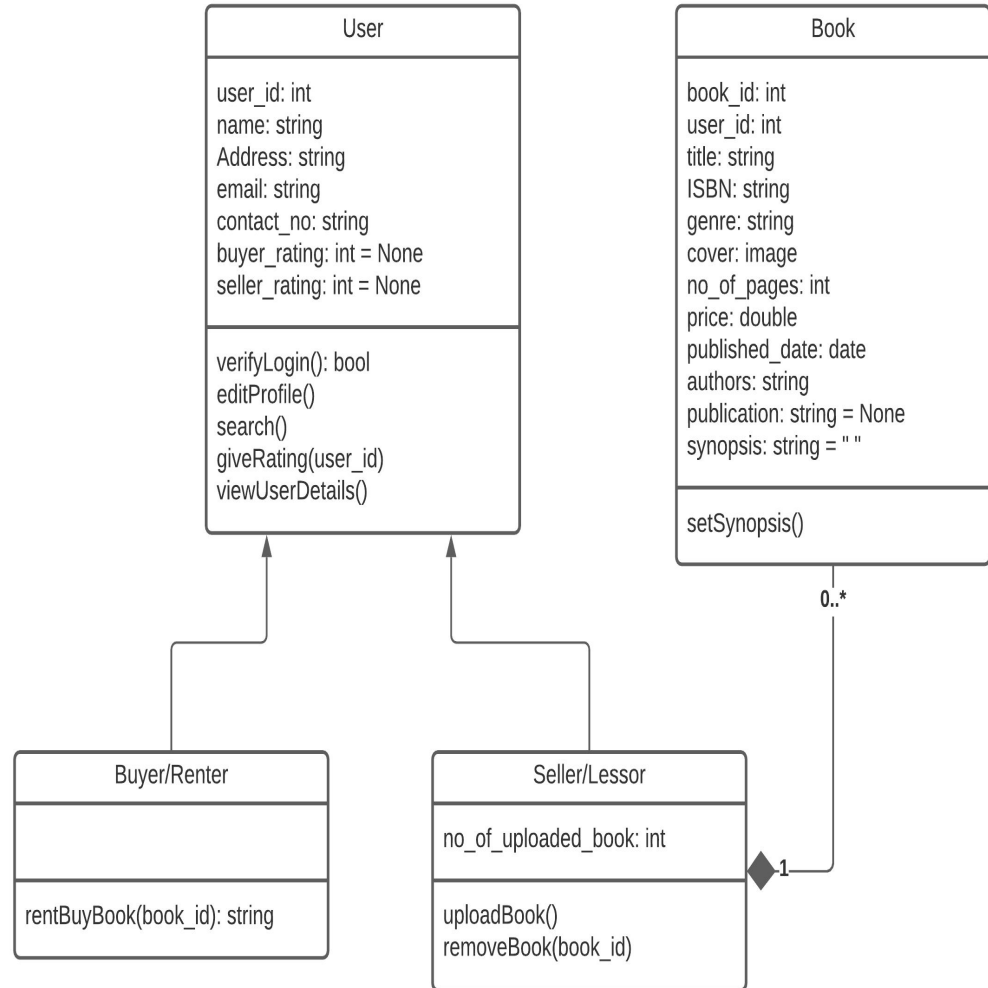 User
user_id: int
name: string
Address: string
email: string
contact_no: string
buyer_rating: int = None
seller_rating: int = None
verifyLogin(): bool
editProfile()
search()
giveRating(user_id)
viewUserDetails()
Book
book_id: int
user_id: int
title: string
ISBN: string
genre: string
cover: image
no_of_pages: int
price: double
published_date: date
authors: string
publication: string = None
synopsis: string = " "
setSynopsis()
0..*
Buyer/Renter
rentBuyBook(book_id): string
Seller/Lessor
no_of_uploaded_book: int
uploadBook()
removeBook(book_id)
1